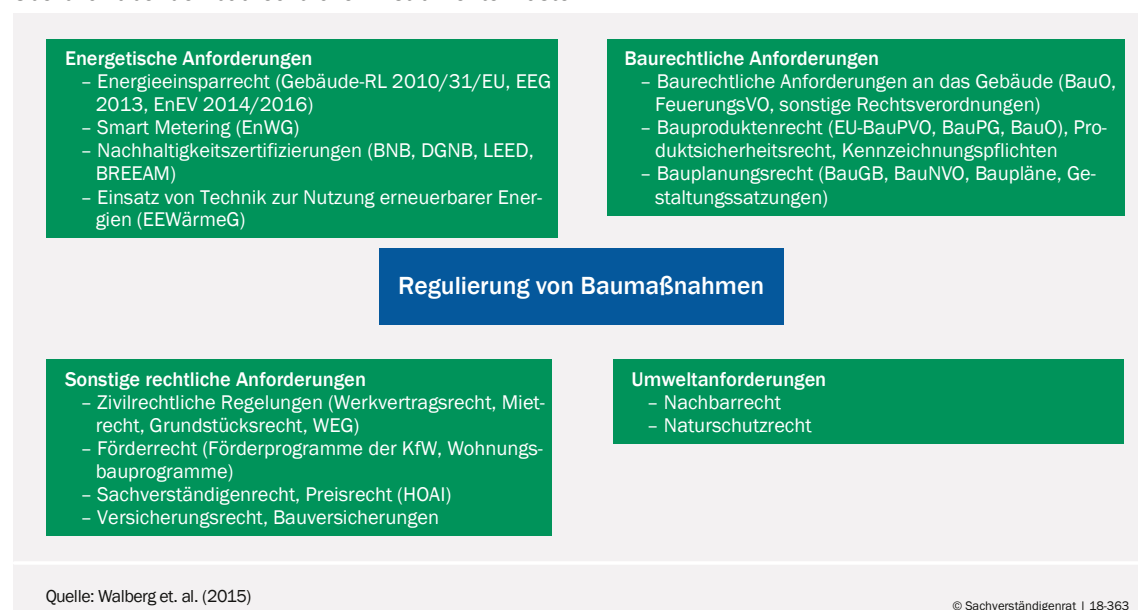 Energetische Anforderungen
– Energieeinsparrecht (Gebäude-RL 2010/31/EU, EEG
2013, EnEV 2014/2016)
– Smart Metering (EnWG)
– Nachhaltigkeitszertifizierungen (BNB, DGNB, LEED,
BREEAM)
– Einsatz von Technik zur Nutzung erneuerbarer Ener-
gien (EEWärmeG)
Baurechtliche Anforderungen
– Baurechtliche Anforderungen an das Gebäude (BauO,
FeuerungsVO, sonstige Rechtsverordnungen)
– Bauproduktenrecht (EU-BauPVO, BauPG, BauO), Pro-
duktsicherheitsrecht, Kennzeichnungspflichten
– Bauplanungsrecht (BauGB, BauNVO, Baupläne, Ge-
staltungssatzungen)
Regulierung von Baumaßnahmen
Sonstige rechtliche Anforderungen
– Zivilrechtliche Regelungen (Werkvertragsrecht, Miet-
recht, Grundstücksrecht, WEG)
– Förderrecht (Förderprogramme der KfW, Wohnungs-
bauprogramme)
– Sachverständigenrecht, Preisrecht (HOAI)
– Versicherungsrecht, Bauversicherungen
Umweltanforderungen
– Nachbarrecht
– Naturschutzrecht
Quelle: Walberg et. al. (2015)
© Sachverständigenrat | 18-363